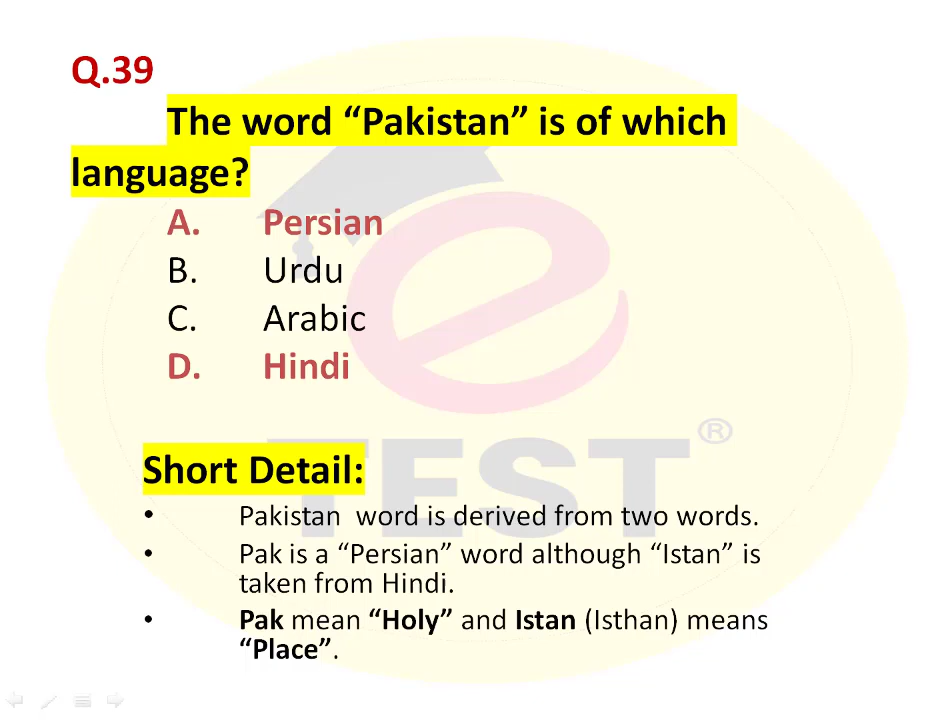 Q.39
The word “Pakistan” is of which
language?
A. Persian
B. Urdu
C. Arabic
D. Hindi
Short Detail:
• Pakistan word is derived from two words.
• Pak is a “Persian” word although “Istan” is
taken from Hindi.
• Pak mean “Holy” and Istan (Isthan) means
“Place”.
e
TEST®